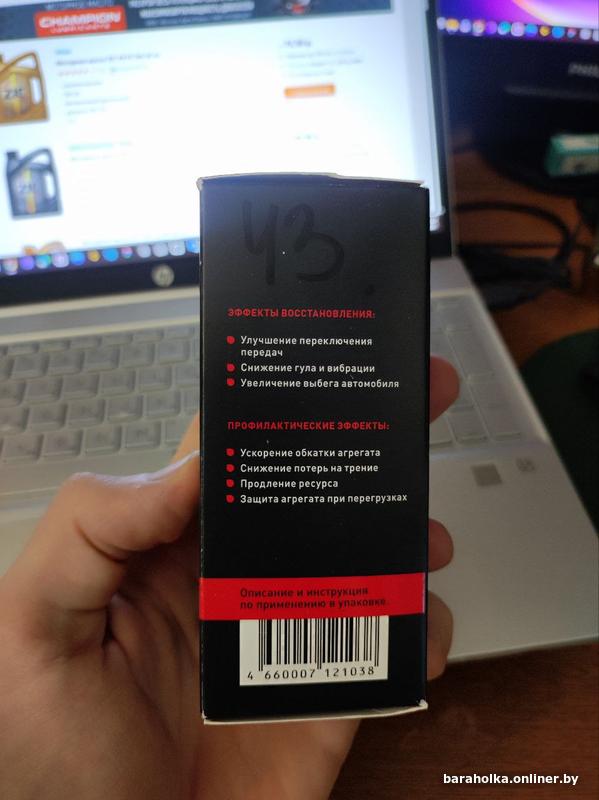 CHAMPION
43
ЭФФЕКТЫ ВОССТАНОВЛЕНИЯ:
Улучшение переключения
передач
Снижение гула и вибрации
Увеличение выбега автомобиля
ПРОФИЛАКТИЧЕСКИЕ ЭФФЕКТЫ:
Ускорение обкатки агрегата
Снижение потерь на трение
Продление ресурса
Защита агрегата при перегрузках
Описание и инструкция
по применению в упаковке.
4 660007 121038
baraholka.onliner.by